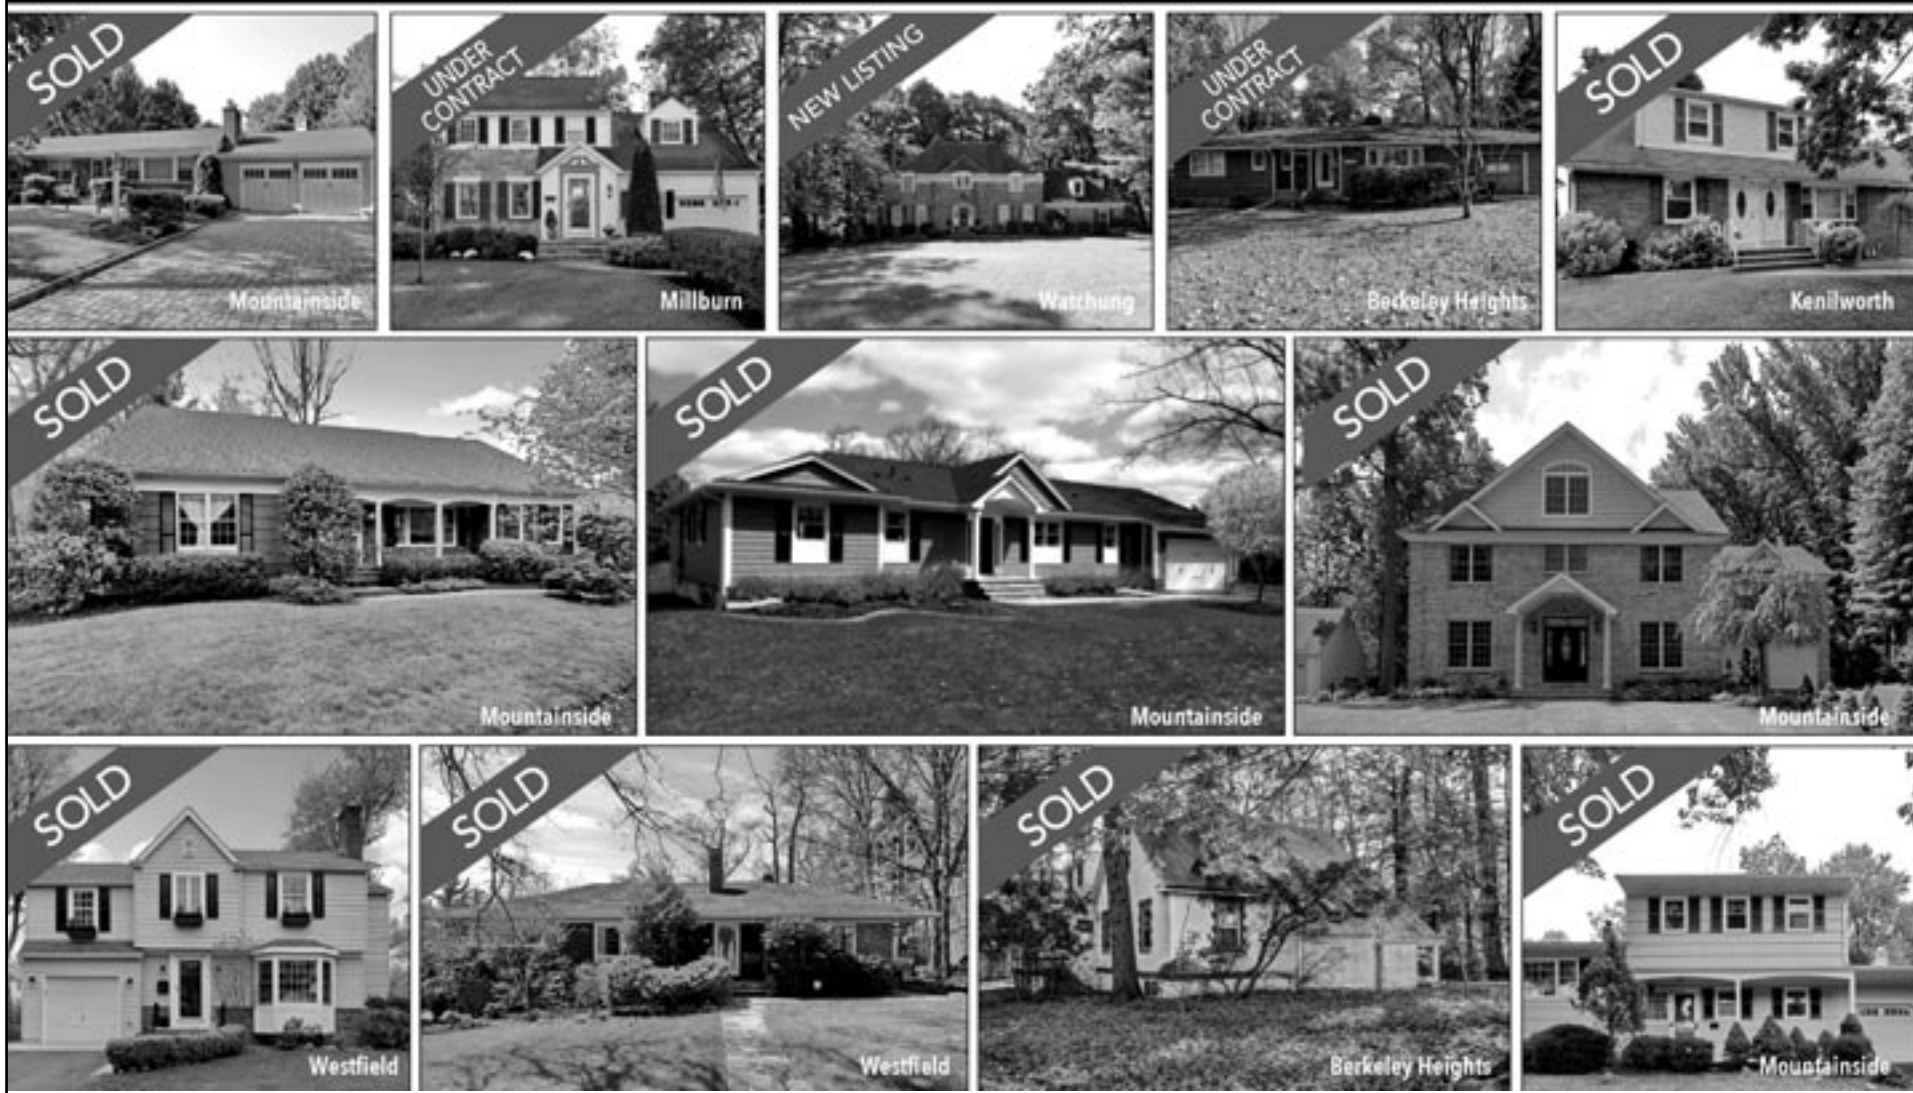 SOLD
Mountainside
UNDER
CONTRACT
Millburn
NEW LISTING
Watchung
UNDER
CONTRACT
Berkeley Heights
SOLD
Kenilworth
SOLD
Mountainside
SOLD
Mountainside
SOLD
Mountainside
SOLD
Westfield
SOLD
Westfield
SOLD
Berkeley Heights
SOLD
Mountainside